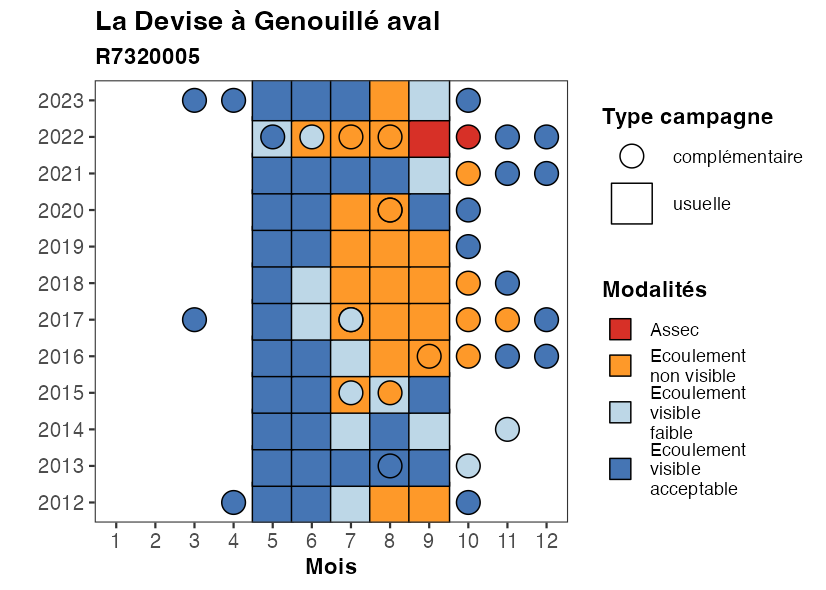 La Devise à Genouillé aval
R7320005
2023
2022
2021
2020
2019
2018
2017
2016
2015
2014
2013
2012
1 2 3 4 5 6 7 8 9 10 11 12
Mois
Type campagne
complémentaire
usuelle
Modalités
Assec
Ecoulement
non visible
Ecoulement
visible
faible
Ecoulement
visible
acceptable